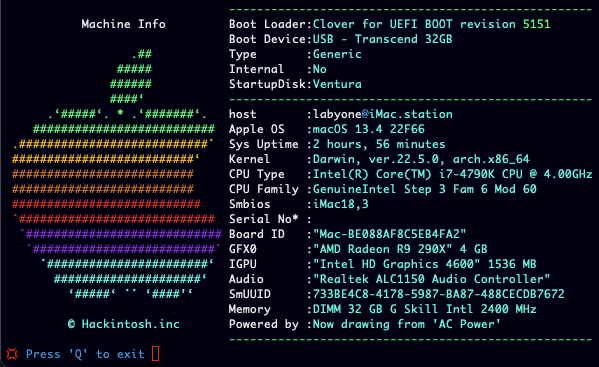 Machine Info
Boot Loader:Clover for UEFI BOOT revision 5151
Boot Device:USB - Transcend 32GB
Type :Generic
Internal :No
StartupDisk:Ventura
host :labyone@iMac.station
Apple OS :macOS 13.4 22F66
Sys Uptime :2 hours, 56 minutes
Kernel :Darwin, ver.22.5.0, arch.x86_64
CPU Type :Intel(R) Core(TM) i7-4790K CPU @ 4.00GHz
CPU Family :GenuineIntel Step 3 Fam 6 Mod 60
Smbios :iMac18,3
Serial No* :
Board ID :"Mac-BE088AF8C5EB4FA2"
GFX0 :"AMD Radeon R9 290X" 4 GB
IGPU :"Intel HD Graphics 4600" 1536 MB
Audio :"Realtek ALC1150 Audio Controller"
SmUUID :733BE4C8-4178-5987-BA87-488CECDB7672
Memory :DIMM 32 GB G Skill Intl 2400 MHz
© Hackintosh.inc
Powered by :Now drawing from 'AC Power'
Press 'Q' to exit